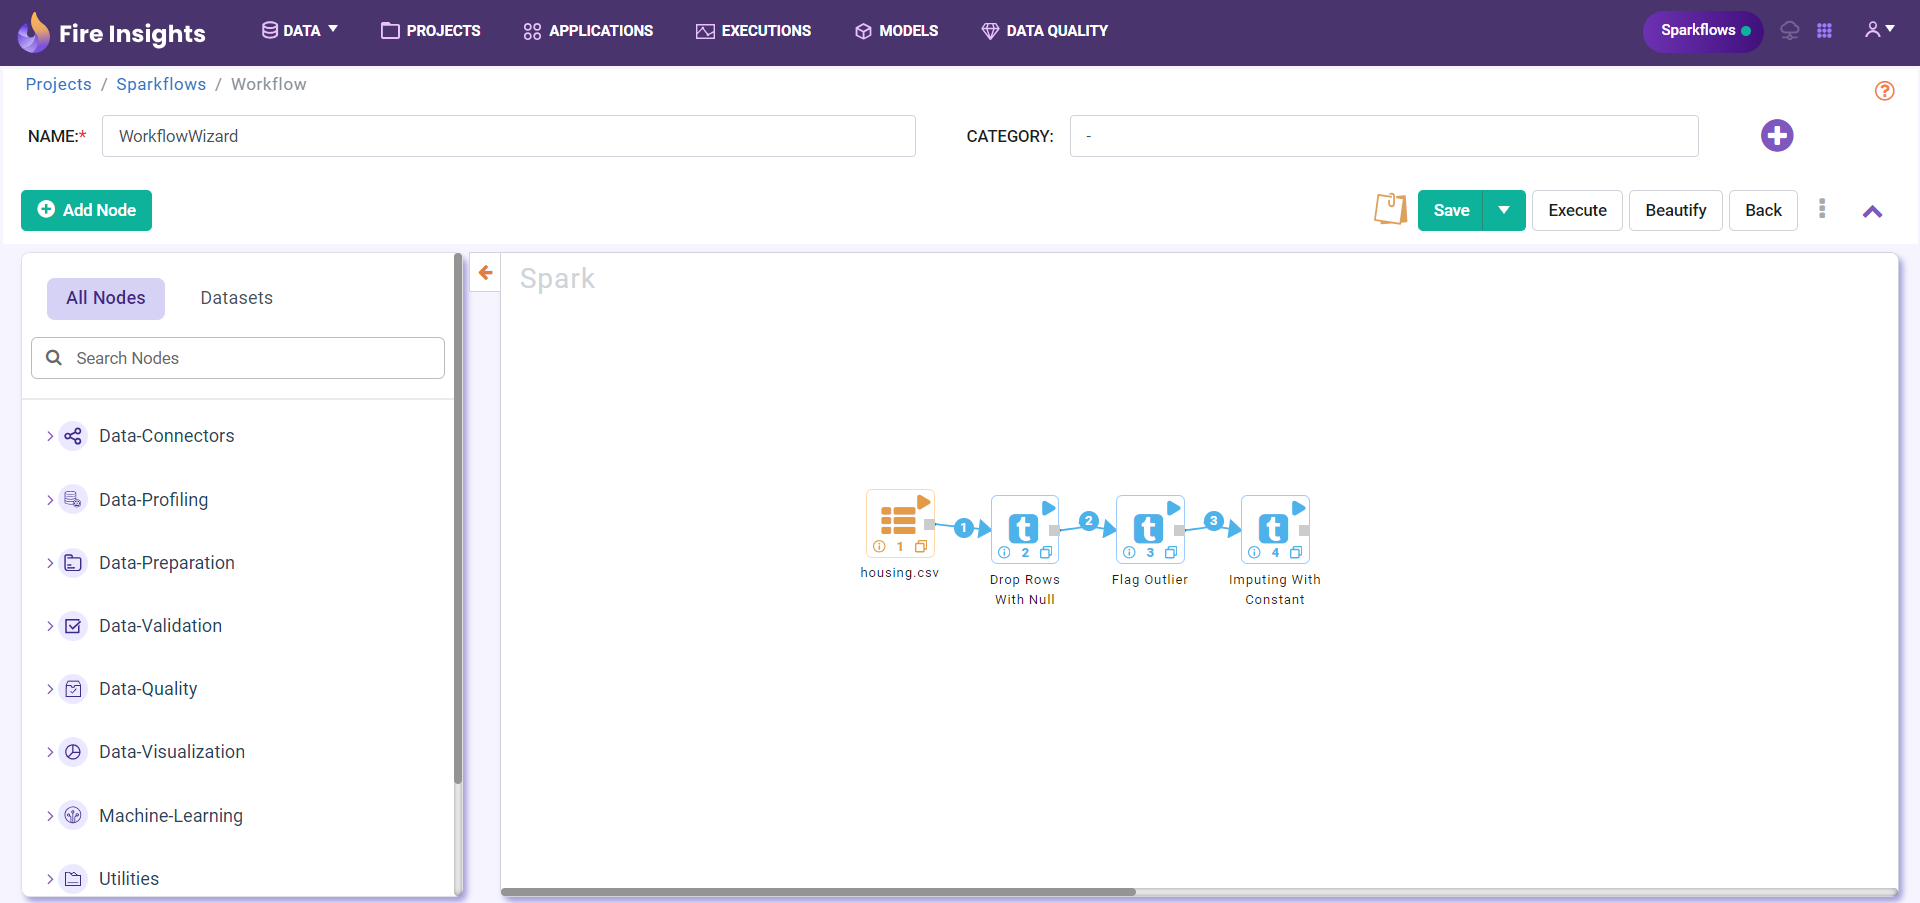 Fire Insights DATA PROJECTS APPLICATIONS EXECUTIONS MODELS DATA QUALITY Sparkflows
Projects / Sparkflows / Workflow
NAME:* WorkflowWizard CATEGORY: -
Add Node Save Execute Beautify Back
All Nodes Datasets
Search Nodes
Data-Connectors
Data-Profiling
Data-Preparation
Data-Validation
Data-Quality
Data-Visualization
Machine-Learning
Utilities
Spark
1 2 3
t t t
1 2 3 4
housing.csv
Drop Rows
With Null
Flag Outlier
Imputing With
Constant